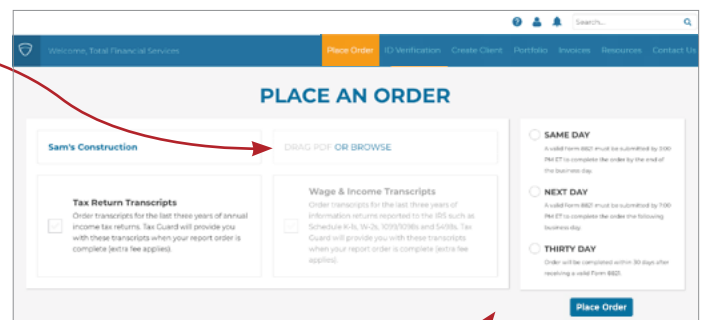 Search...
Welcome, Total Financial Services
Place Order ID Verification Create Client Portfolio Invoices Resources Contact Us
PLACE AN ORDER
Sam's Construction
DRAG PDF OR BROWSE
Tax Return Transcripts
Order transcripts for the last three years of annual
income tax returns. Tax Guard will provide you
with these transcripts when your report order is
complete (extra fee applies).
Wage & Income Transcripts
Order transcripts for the last three years of
information returns reported to the IRS such as
Schedule K-1s, W-2s, 1099/1098s and 5498s. Tax
Guard will provide you with these transcripts
when your report order is complete (extra fee
applies).
SAME DAY
A valid Form 8821 must be submitted by 3:00
PM ET to complete the order by the end of
the business day.
NEXT DAY
A valid Form 8821 must be submitted by 7:00
PM ET to complete the order the following
business day.
THIRTY DAY
Order will be completed within 30 days after
receiving a valid Form 8821.
Place Order